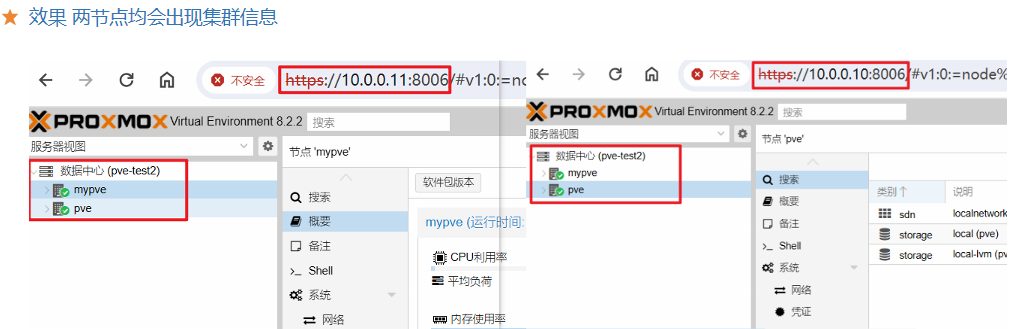 效果 两节点均会出现集群信息
不安全
https://10.0.0.11:8006/#v1:0:=no
PROXMOX Virtual Environment 8.2.2
搜索
服务器视图
数据中心 (pve-test2)
mypve
pve
节点 'mypve'
搜索
概要
备注
Shell
系统
网络
软件包版本
mypve (运行时间:
CPU利用率
平均负荷
内存使用率
不安全
https://10.0.0.10:8006/#v1:0:=node%
PROXMOX Virtual Environment 8.2.2
搜索
服务器视图
数据中心 (pve-test2)
mypve
pve
节点 'pve'
搜索
概要
备注
Shell
系统
网络
凭证
类别 说明
sdn localnetwork
storage local (pve)
storage local-lvm (pv